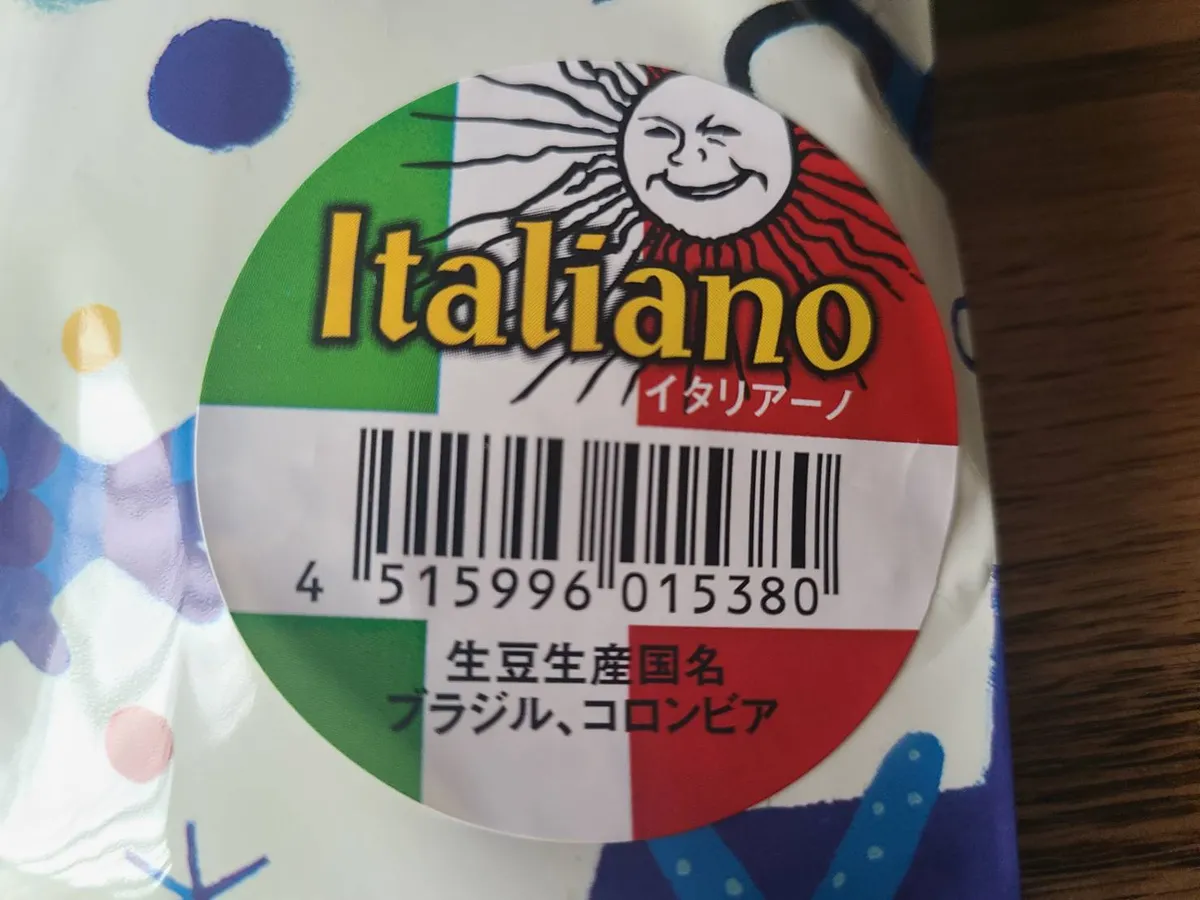 Italiano
イタリアーノ
4 515996 015380
生豆生産国名
ブラジル、コロンビア